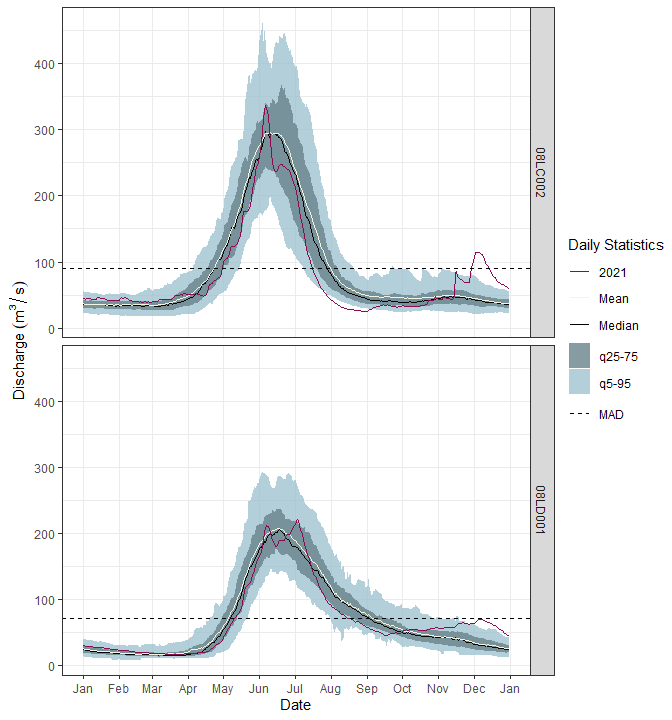 400
300
200
100
0
08LC002
400
300
200
100
0
08LD001
Discharge (m³/ s)
Jan Feb Mar Apr May Jun Jul Aug Sep Oct Nov Dec Jan
Date
Daily Statistics
2021
Mean
Median
q25-75
q5-95
MAD